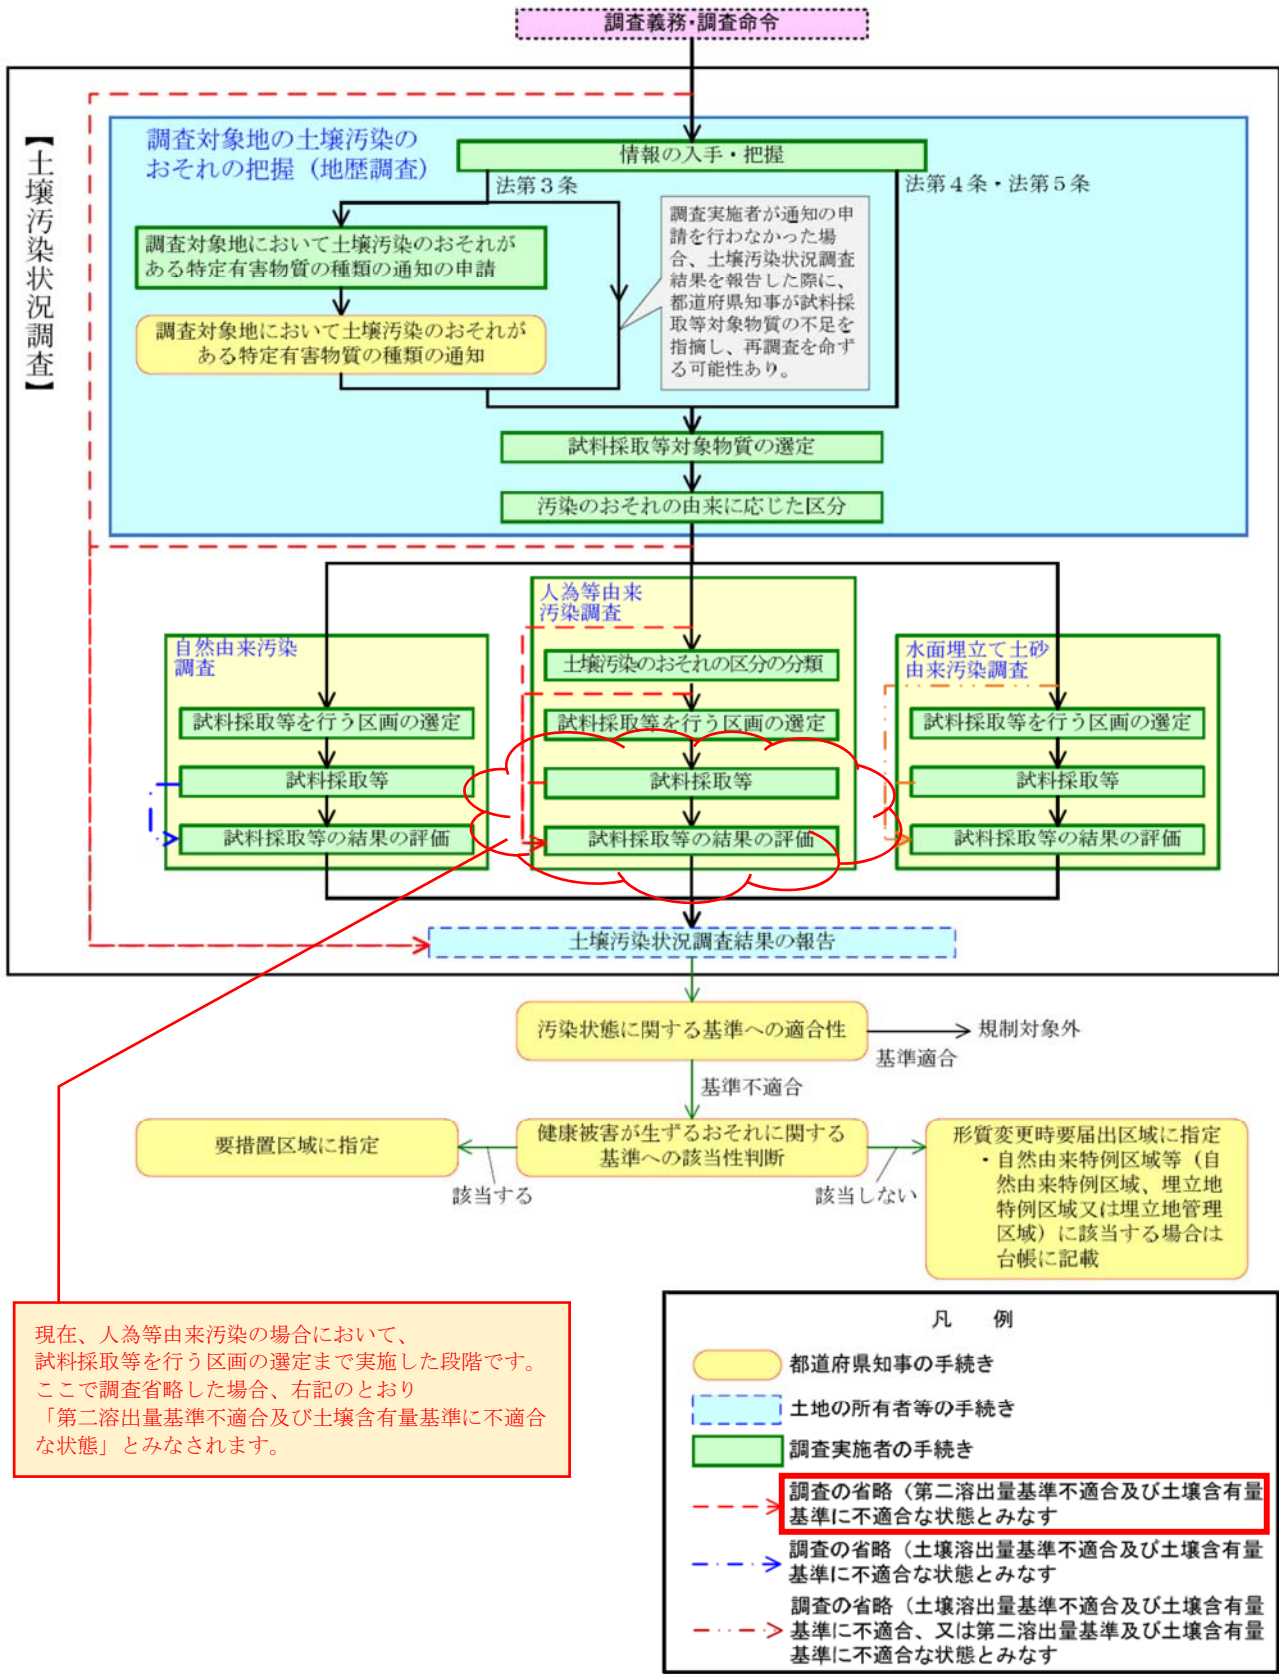 調査義務・調査命令
【土壌汚染状況調査】
調査対象地の土壌汚染の
おそれの把握（地歴調査）
情報の入手・把握
法第３条
法第４条・法第５条
調査対象地において土壌汚染のおそれが
ある特定有害物質の種類の通知の申請
調査実施者が通知の申
請を行わなかった場
合、土壌汚染状況調査
結果を報告した際に、
都道府県知事が試料採
取等対象物質の不足を
指摘し、再調査を命ず
る可能性あり。
調査対象地において土壌汚染のおそれが
ある特定有害物質の種類の通知
試料採取等対象物質の選定
汚染のおそれの由来に応じた区分
自然由来汚染
調査
試料採取等を行う区画の選定
試料採取等
試料採取等の結果の評価
人為等由来
汚染調査
土壌汚染のおそれの区分の分類
試料採取等を行う区画の選定
試料採取等
試料採取等の結果の評価
水面埋立て土砂
由来汚染調査
試料採取等を行う区画の選定
試料採取等
試料採取等の結果の評価
土壌汚染状況調査結果の報告
汚染状態に関する基準への適合性
規制対象外
基準適合
基準不適合
要措置区域に指定
健康被害が生ずるおそれに関する
基準への該当性判断
該当する
該当しない
形質変更時要届出区域に指定
・自然由来特例区域等（自
然由来特例区域、埋立地
特例区域又は埋立地管理
区域）に該当する場合は
台帳に記載
現在、人為等由来汚染の場合において、
試料採取等を行う区画の選定まで実施した段階です。
ここで調査省略した場合、右記のとおり
「第二溶出量基準不適合及び土壌含有量基準に不適合
な状態」とみなされます。
凡　例
都道府県知事の手続き
土地の所有者等の手続き
調査実施者の手続き
調査の省略（第二溶出量基準不適合及び土壌含有量
基準に不適合な状態とみなす
調査の省略（土壌溶出量基準不適合及び土壌含有量
基準に不適合な状態とみなす
調査の省略（土壌溶出量基準不適合及び土壌含有量
基準に不適合、又は第二溶出量基準及び土壌含有量
基準に不適合な状態とみなす